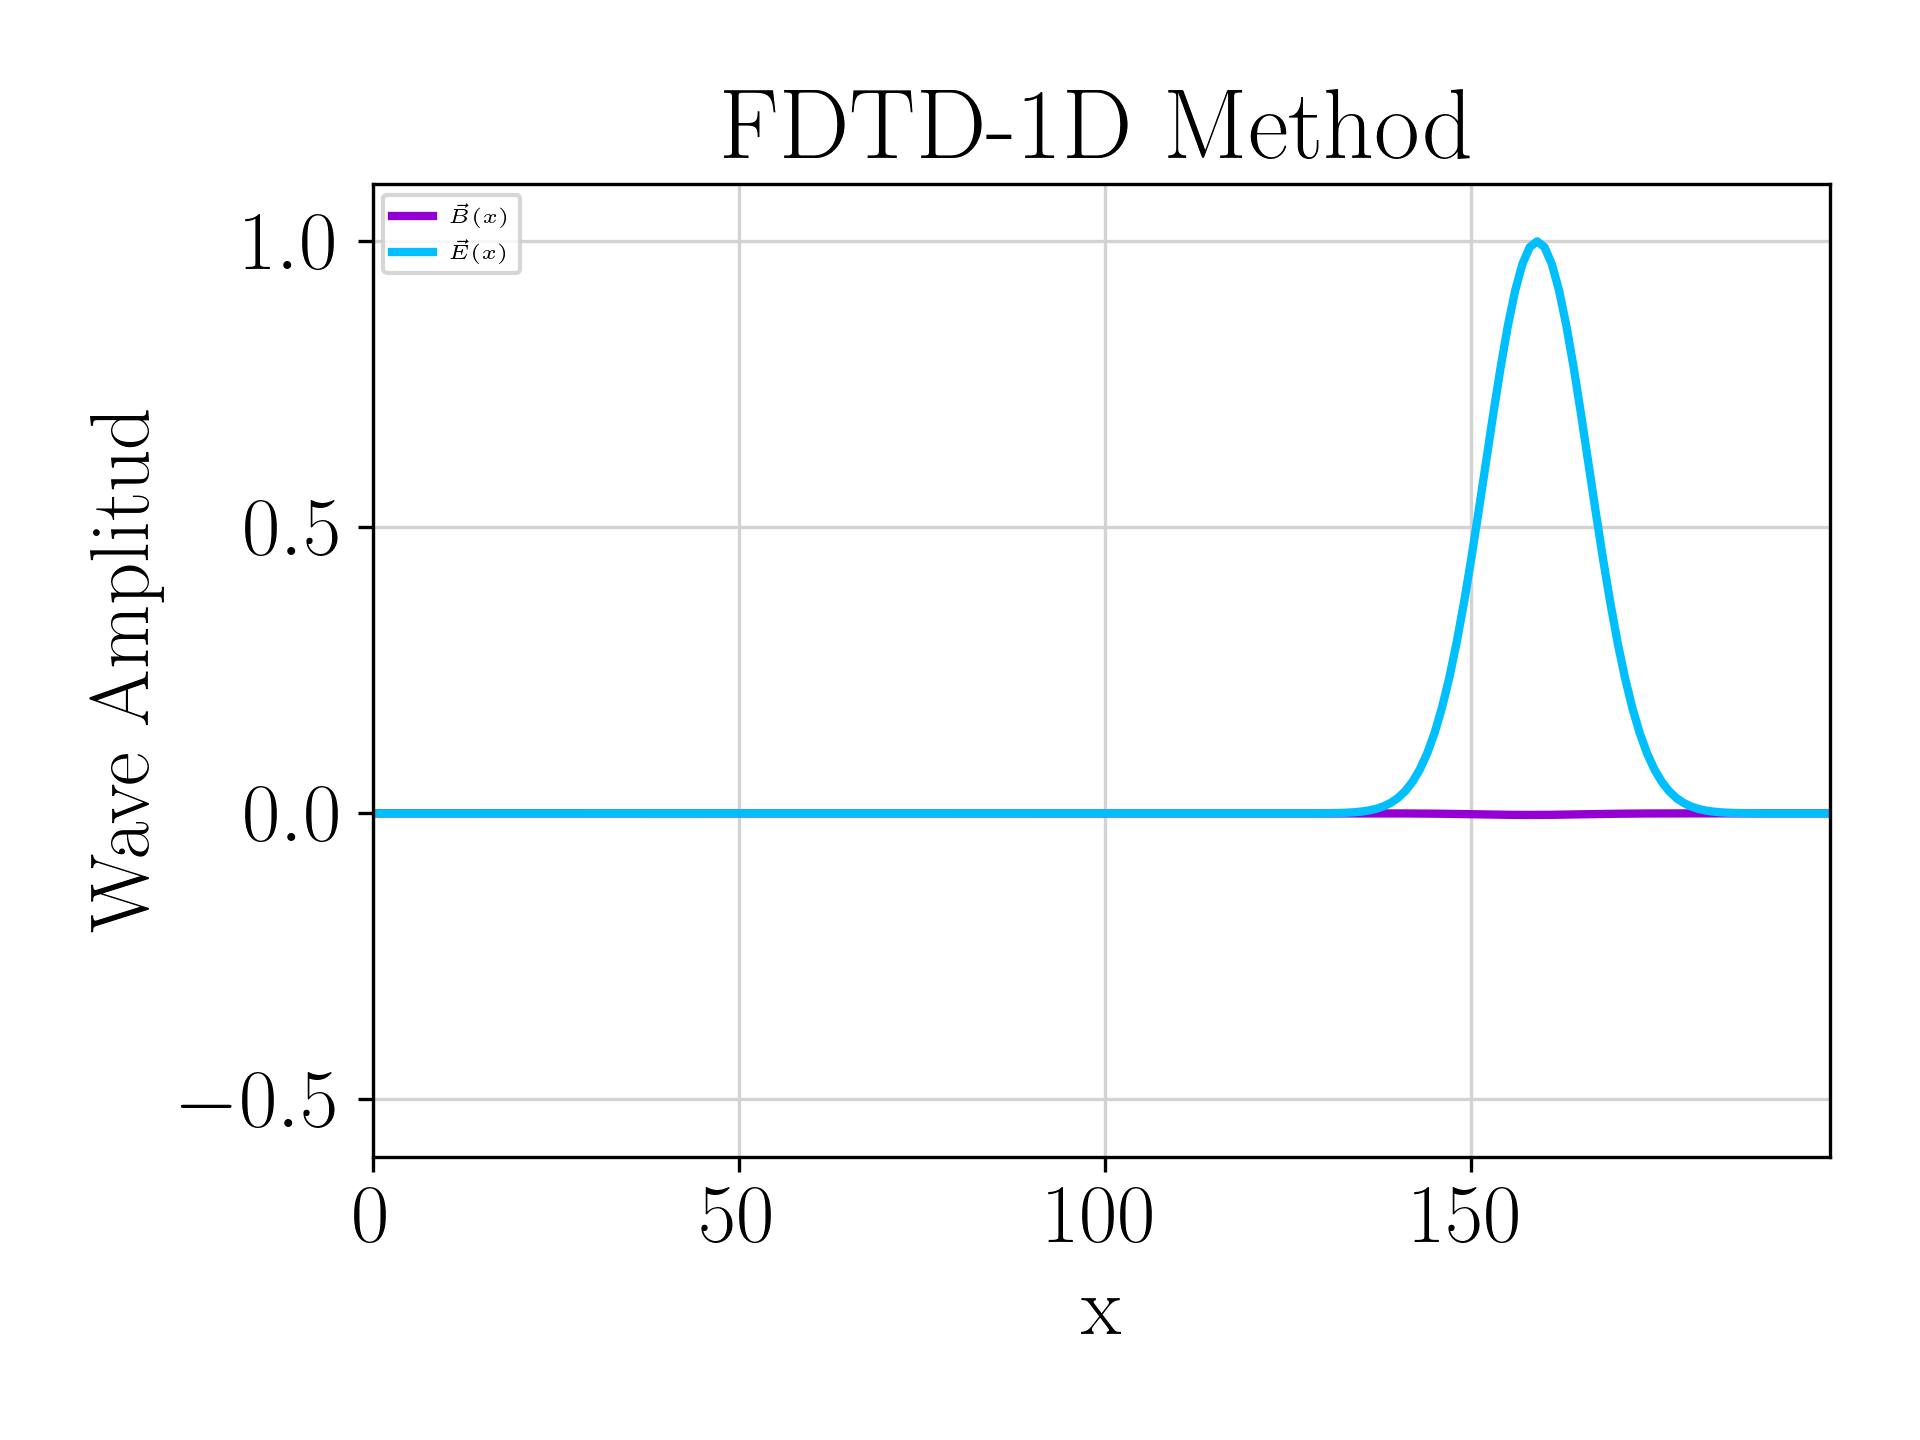 FDTD-1D Method
$\vec{B}(x)$
$\vec{E}(x)$
1.0
0.5
0.0
−0.5
Wave Amplitud
0 50 100 150
x